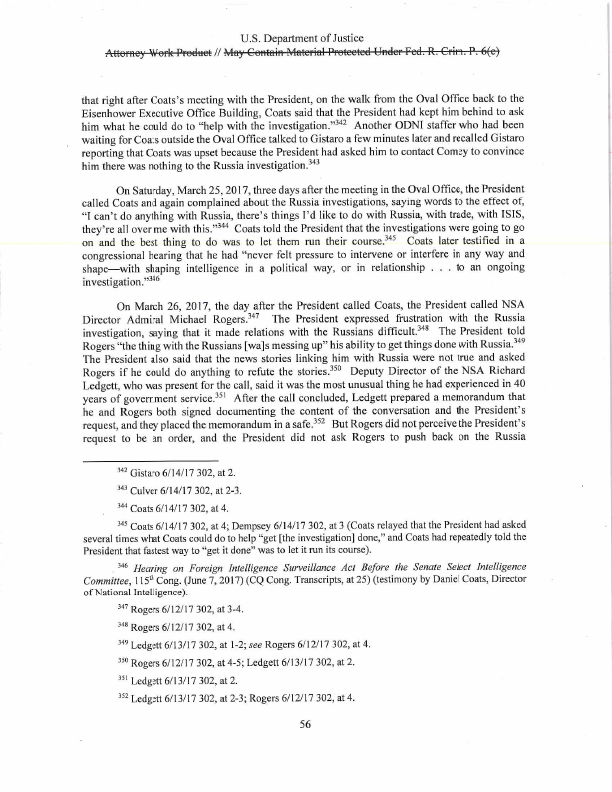 U.S. Department of Justice
Attorney Work Product // May Contain Material Protected Under Fed. R. Crim. P. 6(e)
that right after Coats's meeting with the President, on the walk from the Oval Office back to the
Eisenhower Executive Office Building, Coats said that the President had kept him behind to ask
him what he could do to "help with the investigation."342 Another ODNI staffer who had been
waiting for Coats outside the Oval Office talked to Gistaro a few minutes later and recalled Gistaro
reporting that Coats was upset because the President had asked him to contact Comey to convince
him there was nothing to the Russia investigation.343
On Saturday, March 25, 2017, three days after the meeting in the Oval Office, the President
called Coats and again complained about the Russia investigations, saying words to the effect of,
"I can't do anything with Russia, there's things I'd like to do with Russia, with trade, with ISIS,
they're all over me with this."344 Coats told the President that the investigations were going to go
on and the best thing to do was to let them run their course.345 Coats later testified in a
congressional hearing that he had "never felt pressure to intervene or interfere in any way and
shape—with shaping intelligence in a political way, or in relationship . . . to an ongoing
investigation."346
On March 26, 2017, the day after the President called Coats, the President called NSA
Director Admiral Michael Rogers.347 The President expressed frustration with the Russia
investigation, saying that it made relations with the Russians difficult.348 The President told
Rogers "the thing with the Russians [wa]s messing up" his ability to get things done with Russia.349
The President also said that the news stories linking him with Russia were not true and asked
Rogers if he could do anything to refute the stories.350 Deputy Director of the NSA Richard
Ledgett, who was present for the call, said it was the most unusual thing he had experienced in 40
years of government service.351 After the call concluded, Ledgett prepared a memorandum that
he and Rogers both signed documenting the content of the conversation and the President's
request, and they placed the memorandum in a safe.352 But Rogers did not perceive the President's
request to be an order, and the President did not ask Rogers to push back on the Russia
342 Gistaro 6/14/17 302, at 2.
343 Culver 6/14/17 302, at 2-3.
344 Coats 6/14/17 302, at 4.
345 Coats 6/14/17 302, at 4; Dempsey 6/14/17 302, at 3 (Coats relayed that the President had asked
several times what Coats could do to help "get [the investigation] done," and Coats had repeatedly told the
President that fastest way to "get it done" was to let it run its course).
346 Hearing on Foreign Intelligence Surveillance Act Before the Senate Select Intelligence
Committee, 115th Cong. (June 7, 2017) (CQ Cong. Transcripts, at 25) (testimony by Daniel Coats, Director
of National Intelligence).
347 Rogers 6/12/17 302, at 3-4.
348 Rogers 6/12/17 302, at 4.
349 Ledgett 6/13/17 302, at 1-2; see Rogers 6/12/17 302, at 4.
350 Rogers 6/12/17 302, at 4-5; Ledgett 6/13/17 302, at 2.
351 Ledgett 6/13/17 302, at 2.
352 Ledgett 6/13/17 302, at 2-3; Rogers 6/12/17 302, at 4.
56